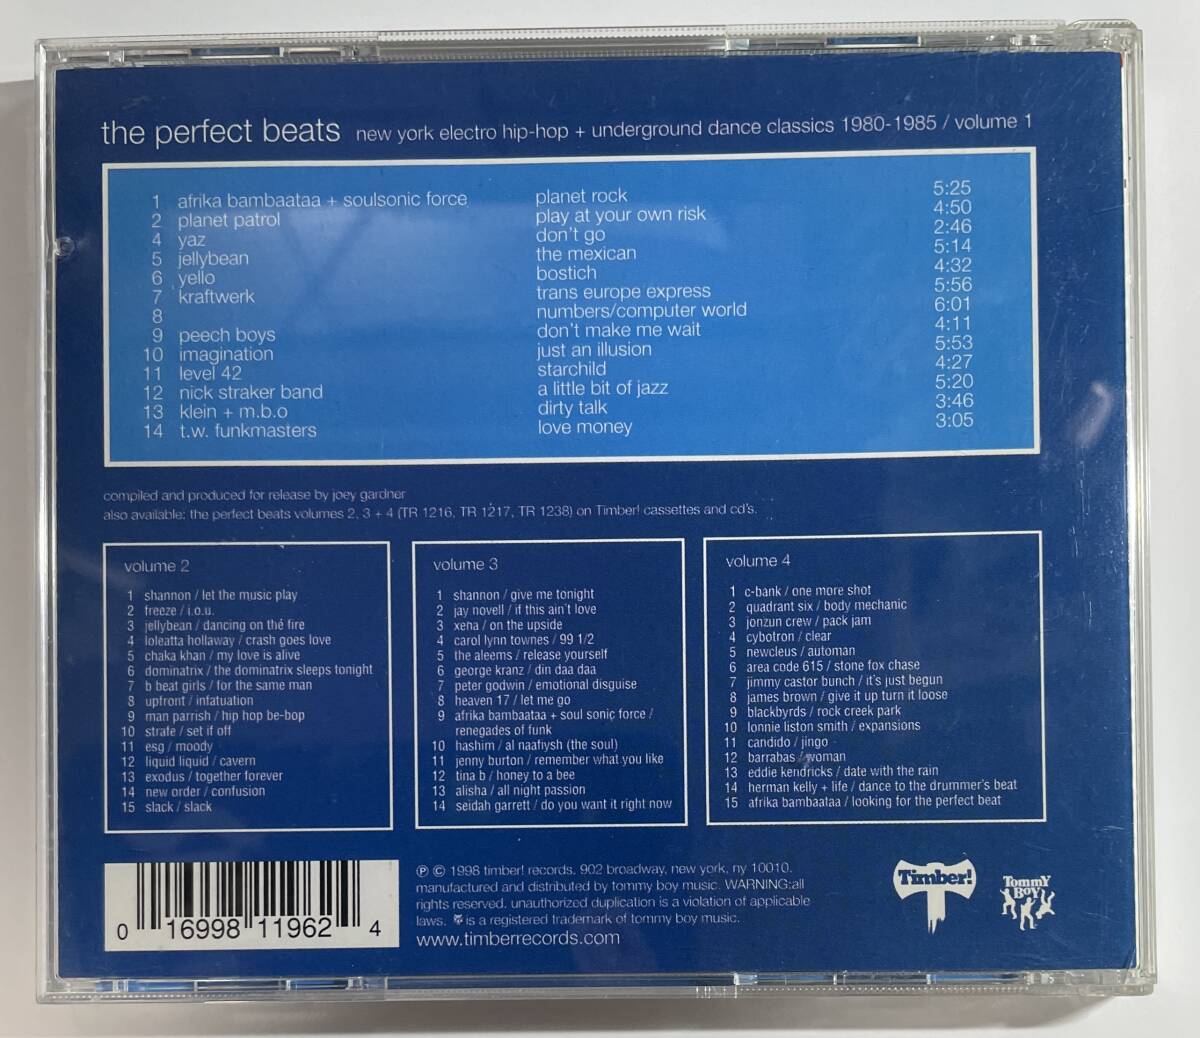 the perfect beats new york electro hip-hop + underground dance classics 1980-1985 / volume 1
1 afrika bambaataa + soulsonic force planet rock 5:25
2 planet patrol play at your own risk 4:50
4 yaz don't go 2:46
5 jellybean the mexican 5:14
6 yello bostich 4:32
7 kraftwerk trans europe express 5:56
8 numbers/computer world 6:01
9 peech boys don't make me wait 4:11
10 imagination just an illusion 5:53
11 level 42 starchild 4:27
12 nick straker band a little bit of jazz 5:20
13 klein + m.b.o dirty talk 3:46
14 t.w. funkmasters love money 3:05
compiled and produced for release by joey gardner
also available: the perfect beats volumes 2, 3 + 4 (TR 1216, TR 1217, TR 1238) on Timber! cassettes and cd's.
volume 2
1 shannon / let the music play
2 freeze / i.o.u.
3 jellybean / dancing on the fire
4 loleatta hollaway / crash goes love
5 chaka khan / my love is alive
6 dominatrix / the dominatrix sleeps tonight
7 b beat girls / for the same man
8 upfront / infatuation
9 man parrish / hip hop be-bop
10 strafe / set it off
11 esg / moody
12 liquid liquid / cavern
13 exodus / together forever
14 new order / confusion
15 slack / slack
volume 3
1 shannon / give me tonight
2 jay novell / if this ain't love
3 xena / on the upside
4 carol lynn townes / 99 1/2
5 the aleems / release yourself
6 george kranz / din daa daa
7 peter godwin / emotional disguise
8 heaven 17 / let me go
9 afrika bambaataa + soul sonic force /
renegades of funk
10 hashim / al naafiysh (the soul)
11 jenny burton / remember what you like
12 tina b / honey to a bee
13 alisha / all night passion
14 seidah garrett / do you want it right now
volume 4
1 c-bank / one more shot
2 quadrant six / body mechanic
3 jonzun crew / pack jam
4 cybotron / clear
5 newcleus / automan
6 area code 615 / stone fox chase
7 jimmy castor bunch / it's just begun
8 james brown / give it up turn it loose
9 blackbyrds / rock creek park
10 lonnie liston smith / expansions
11 candido / jingo
12 barrabas / woman
13 eddie kendricks / date with the rain
14 herman kelly + life / dance to the drummer's beat
15 afrika bambaataa / looking for the perfect beat
0 16998 11962 4
℗ © 1998 timber! records. 902 broadway, new york, ny 10010.
manufactured and distributed by tommy boy music. WARNING:all
rights reserved. unauthorized duplication is a violation of applicable
laws. is a registered trademark of tommy boy music.
www.timberrecords.com
Timber!
TOMMY
BOY